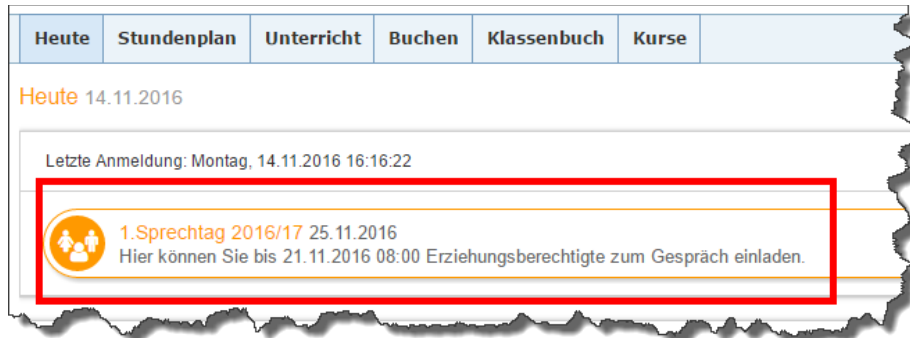 Heute Stundenplan Unterricht Buchen Klassenbuch Kurse
Heute 14.11.2016
Letzte Anmeldung: Montag, 14.11.2016 16:16:22
1.Sprechtag 2016/17 25.11.2016
Hier können Sie bis 21.11.2016 08:00 Erziehungsberechtigte zum Gespräch einladen.